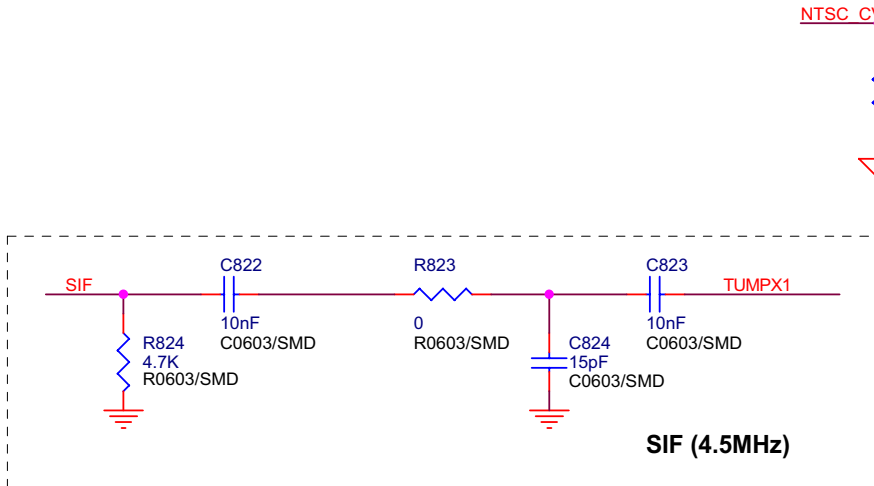 NTSC_C
C822
R823
C823
SIF
TUMPX1
10nF
C0603/SMD
0
R0603/SMD
10nF
C0603/SMD
R824
4.7K
R0603/SMD
C824
15pF
C0603/SMD
SIF (4.5MHz)